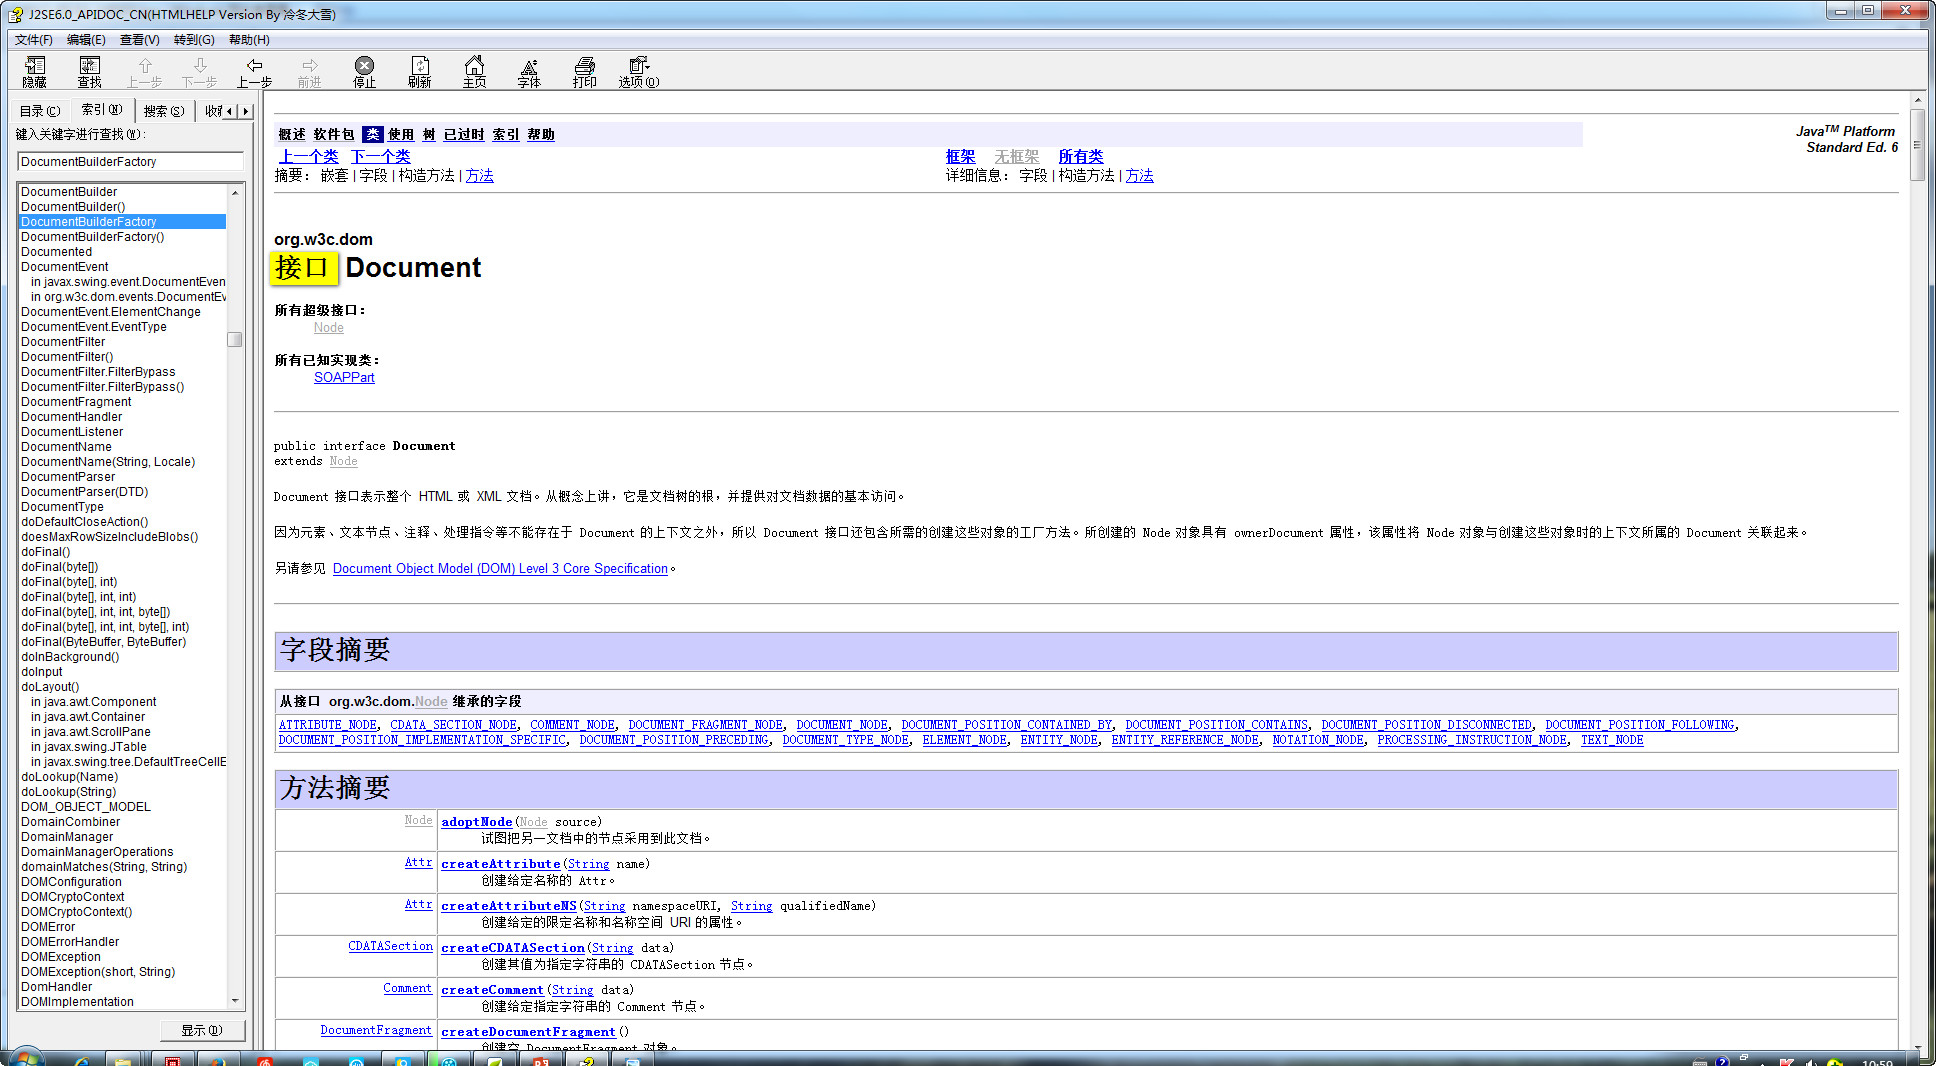 J2SE6.0_APIDOC_CN(HTMLHELP Version By 冷冬大雪)
文件(F) 编辑(E) 查看(V) 转到(G) 帮助(H)
隐藏 查找 上一步 下一步 上一步 前进 停止 刷新 主页 字体 打印 选项(O)
目录(C) 索引(N) 搜索(S)
键入关键字进行查找(W):
DocumentBuilderFactory
DocumentBuilder
DocumentBuilder()
DocumentBuilderFactory
DocumentBuilderFactory()
Documented
DocumentEvent
in javax.swing.event.DocumentEven
in org.w3c.dom.events.DocumentEv
DocumentEvent.ElementChange
DocumentEvent.EventType
DocumentFilter
DocumentFilter()
DocumentFilter.FilterBypass
DocumentFilter.FilterBypass()
DocumentFragment
DocumentHandler
DocumentListener
DocumentName
DocumentName(String, Locale)
DocumentParser
DocumentParser(DTD)
DocumentType
doDefaultCloseAction()
doesMaxRowSizeIncludeBlobs()
doFinal()
doFinal(byte[])
doFinal(byte[], int)
doFinal(byte[], int, int)
doFinal(byte[], int, int, byte[])
doFinal(byte[], int, int, byte[], int)
doFinal(ByteBuffer, ByteBuffer)
doInBackground()
doInput
doLayout()
in java.awt.Component
in java.awt.Container
in java.awt.ScrollPane
in javax.swing.JTable
in javax.swing.tree.DefaultTreeCellE
doLookup(Name)
doLookup(String)
DOM_OBJECT_MODEL
DomainCombiner
DomainManager
DomainManagerOperations
domainMatches(String, String)
DOMConfiguration
DOMCryptoContext
DOMCryptoContext()
DOMError
DOMErrorHandler
DOMException
DOMException(short, String)
DomHandler
DOMImplementation
显示(D)
概述 软件包 类 使用 树 已过时 索引 帮助
Java™ Platform
Standard Ed. 6
上一个类 下一个类 框架 无框架 所有类
摘要: 嵌套 | 字段 | 构造方法 | 方法 详细信息: 字段 | 构造方法 | 方法
org.w3c.dom
接口 Document
所有超级接口:
Node
所有已知实现类:
SOAPPart
public interface Document
extends Node
Document 接口表示整个 HTML 或 XML 文档。从概念上讲，它是文档树的根，并提供对文档数据的基本访问。
因为元素、文本节点、注释、处理指令等不能存在于 Document 的上下文之外，所以 Document 接口还包含所需的创建这些对象的工厂方法。所创建的 Node 对象具有 ownerDocument 属性，该属性将 Node 对象与创建这些对象时的上下文所属的 Document 关联起来。
另请参见 Document Object Model (DOM) Level 3 Core Specification。
字段摘要
从接口 org.w3c.dom.Node 继承的字段
ATTRIBUTE_NODE, CDATA_SECTION_NODE, COMMENT_NODE, DOCUMENT_FRAGMENT_NODE, DOCUMENT_NODE, DOCUMENT_POSITION_CONTAINED_BY, DOCUMENT_POSITION_CONTAINS, DOCUMENT_POSITION_DISCONNECTED, DOCUMENT_POSITION_FOLLOWING,
DOCUMENT_POSITION_IMPLEMENTATION_SPECIFIC, DOCUMENT_POSITION_PRECEDING, DOCUMENT_TYPE_NODE, ELEMENT_NODE, ENTITY_NODE, ENTITY_REFERENCE_NODE, NOTATION_NODE, PROCESSING_INSTRUCTION_NODE, TEXT_NODE
方法摘要
Node adoptNode(Node source)
试图把另一文档中的节点采用到此文档。
Attr createAttribute(String name)
创建给定名称的 Attr。
Attr createAttributeNS(String namespaceURI, String qualifiedName)
创建给定的限定名称和名称空间 URI 的属性。
CDATASection createCDATASection(String data)
创建其值为指定字符串的 CDATASection 节点。
Comment createComment(String data)
创建给定指定字符串的 Comment 节点。
DocumentFragment createDocumentFragment()
创建空 DocumentFragment 对象。
10:59